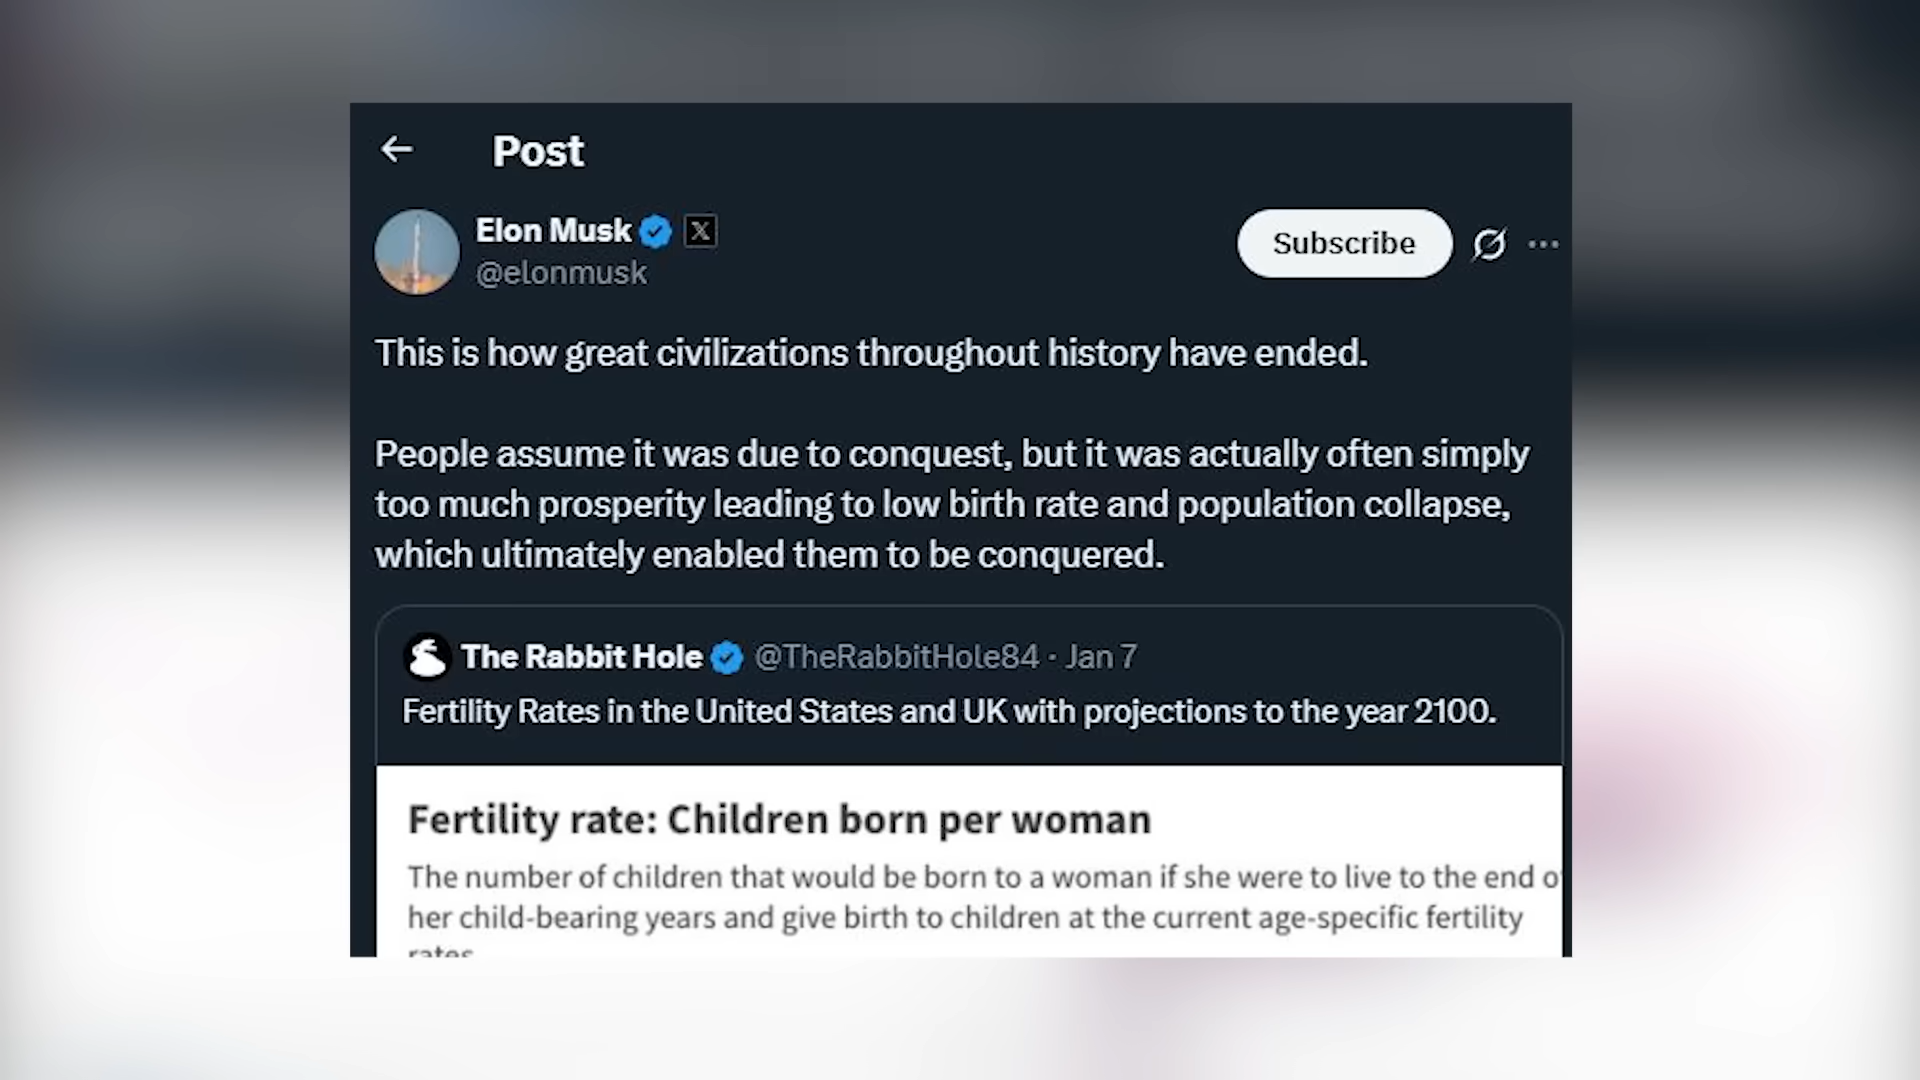 Post
Elon Musk
@elonmusk
Subscribe
This is how great civilizations throughout history have ended.
People assume it was due to conquest, but it was actually often simply
too much prosperity leading to low birth rate and population collapse,
which ultimately enabled them to be conquered.
The Rabbit Hole @TheRabbitHole84 · Jan 7
Fertility Rates in the United States and UK with projections to the year 2100.
Fertility rate: Children born per woman
The number of children that would be born to a woman if she were to live to the end of
her child-bearing years and give birth to children at the current age-specific fertility
rates